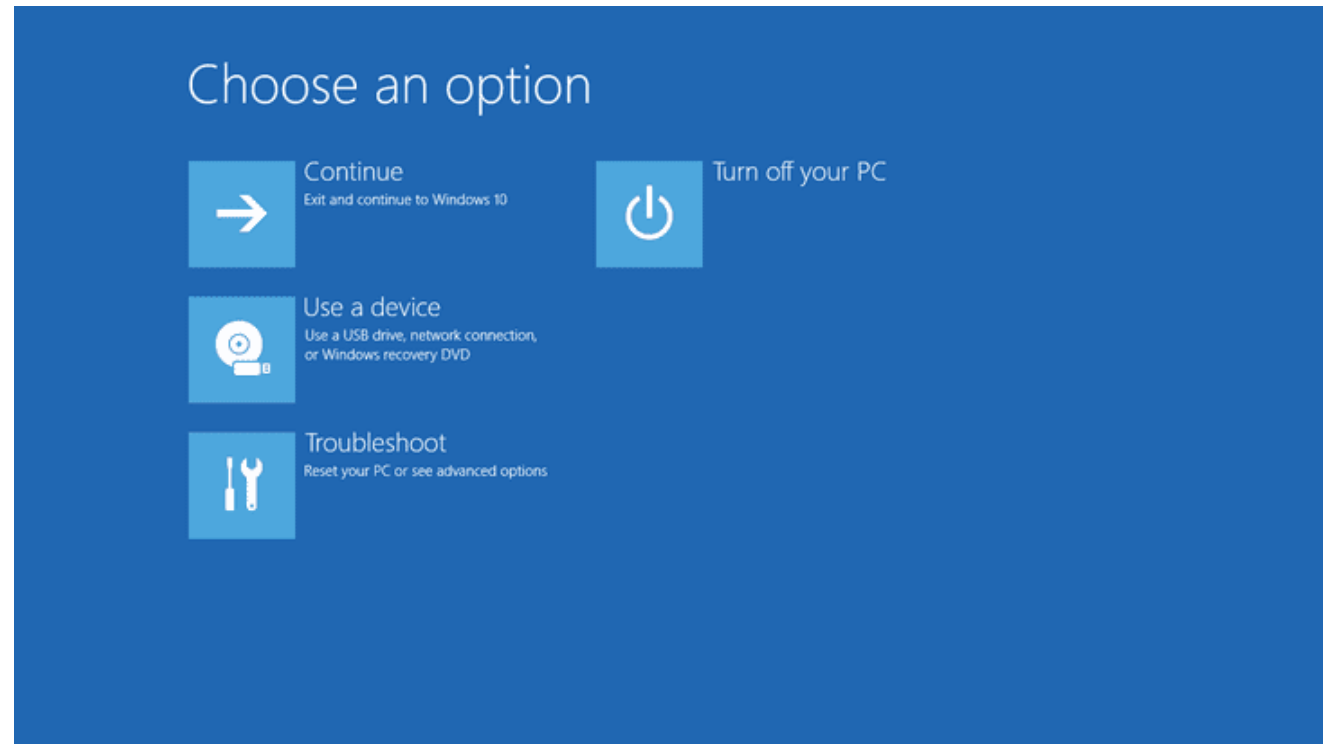 Choose an option
Continue
Exit and continue to Windows 10
Turn off your PC
Use a device
Use a USB drive, network connection,
or Windows recovery DVD
Troubleshoot
Reset your PC or see advanced options